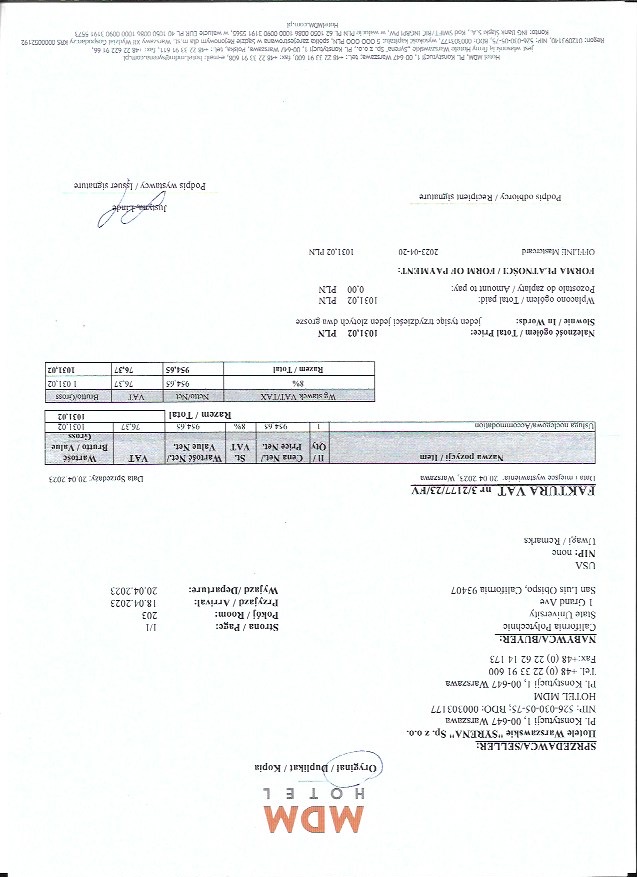 MDM
HOTEL
Oryginał / Duplikat / Kopia
SPRZEDAWCA/SELLER:
Hotele Warszawskie "SYRENA" Sp. z o.o.
Pl. Konstytucji 1, 00-647 Warszawa
NIP: 526-030-05-75; BDO: 000303177
HOTEL MDM
Pl. Konstytucji 1, 00-647 Warszawa
Tel. +48 (0) 22 33 91 600
Fax:+48 (0) 22 62 14 173
NABYWCA/BUYER:
California Polytechnic
State University
1 Grand Ave
San Luis Obispo, California 93407
USA
NIP: none
Uwagi / Remarks
Strona / Page: 1/1
Pokój / Room: 203
Przyjazd / Arrival: 18.04.2023
Wyjazd /Departure: 20.04.2023
FAKTURA VAT nr 3/2177/23/FV
Data i miejsce wystawienia: 20.04.2023, Warszawa Data Sprzedaży: 20.04.2023
Nazwa pozycji / Item Il / Qty Cena Net./ Price Net. St. VAT Wartość Net./ Value Net. VAT Wartość Brutto / Value Gross
Usługa noclegowa/Accommodation 1 954.65 8% 954.65 76.37 1031.02
Razem / Total 1031.02
Wg stawek VAT/TAX Netto/Netto VAT Brutto/Gross
8% 954.65 76.37 1 031.02
Razem / Total 954.65 76.37 1031.02
Należność ogółem / Total Price: 1031.02 PLN
Słownie / In Words: jeden tysiąc trzydzieści jeden złotych dwa grosze
Wpłacono ogółem / Total paid: 1031.02 PLN
Pozostało do zapłaty / Amount to pay: 0.00 PLN
FORMA PŁATNOŚCI / FORM OF PAYMENT:
OFFLINE Mastercard 2023-04-20 1031.02 PLN
Justyna Linde
Podpis odbiorcy / Recipient signature
Podpis wystawcy / Issuer signature
Hotel MDM, PL. Konstytucji 1, 00 647 Warszawa; tel.: +48 22 33 91 600, fax: +48 22 33 91 608, e-mail: hotel.mdm@syrena.com.pl
jest własnością firmy Hotele Warszawskie „Syrena" Sp. z o.o., PL. Konstytucji 1, 00-647 Warszawa, Polska, tel.: +48 22 33 91 611, fax: +48 22 621 91 66,
Regon: 012091340, NIP: 526-030-05-75, BDO: 000303177, wysokość kapitału: 5 000 000 PLN, spółka zarejestrowana w Sądzie Rejonowym dla m.st. Warszawy XII Wydział Gospodarczy KRS 0000052192
Konto: ING Bank Śląski S.A., kod SWIFT/BIC INGBPLPW, w walucie PLN PL 62 1050 0086 1000 0090 3191 5565, w walucie EUR PL 40 1050 0086 1000 0090 3191 5573
HotelMDM.com.pl